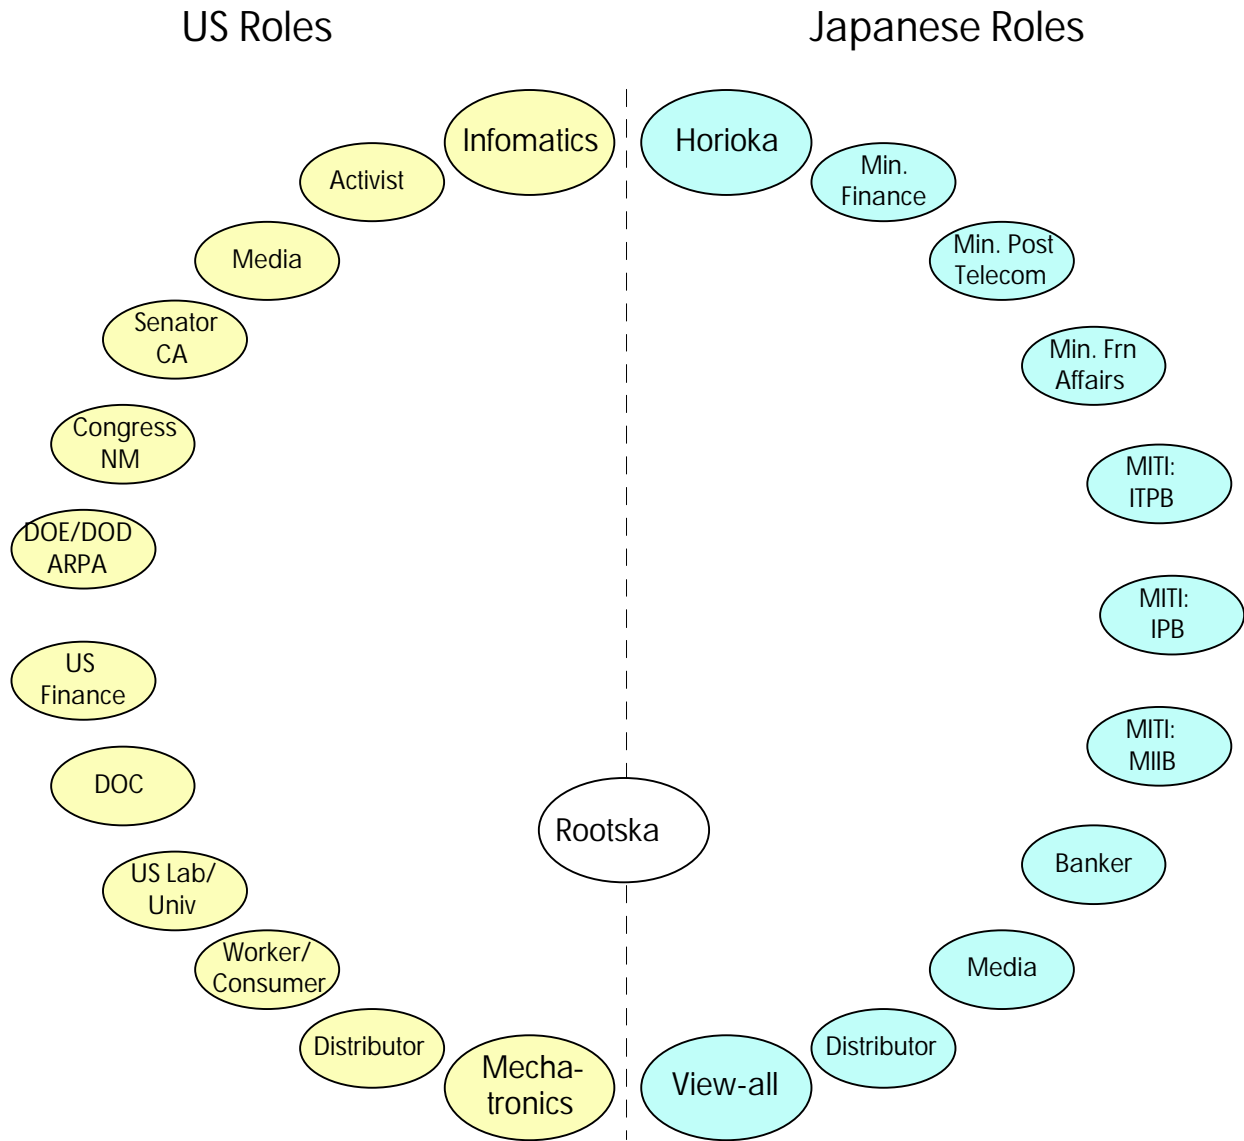 US Roles
Japanese Roles
Infomatics
Activist
Media
Senator
CA
Congress
NM
DOE/DOD
ARPA
US
Finance
DOC
US Lab/
Univ
Worker/
Consumer
Distributor
Mecha-
tronics
Rootska
Horioka
Min.
Finance
Min. Post
Telecom
Min. Frn
Affairs
MITI:
ITPB
MITI:
IPB
MITI:
MIIB
Banker
Media
Distributor
View-all